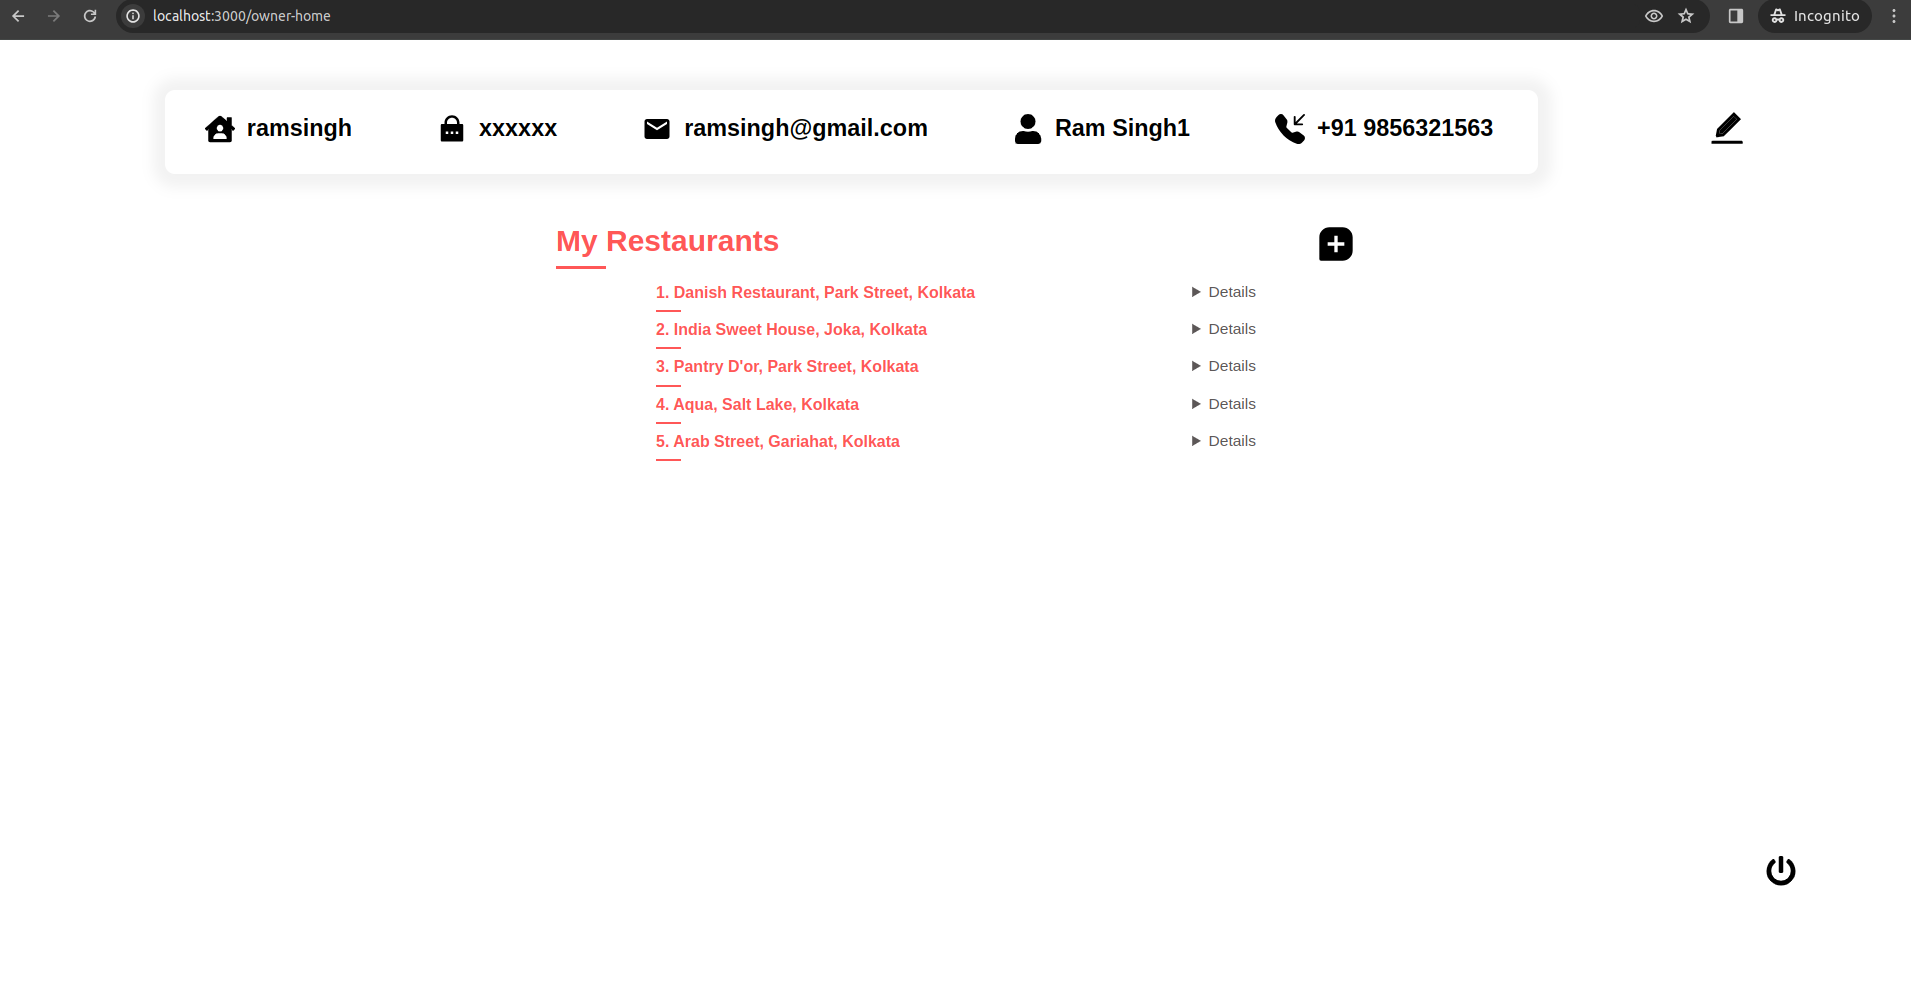 localhost:3000/owner-home Incognito
ramsingh xxxxxx ramsingh@gmail.com Ram Singh1 +91 9856321563
My Restaurants
1. Danish Restaurant, Park Street, Kolkata Details
2. India Sweet House, Joka, Kolkata Details
3. Pantry D'or, Park Street, Kolkata Details
4. Aqua, Salt Lake, Kolkata Details
5. Arab Street, Gariahat, Kolkata Details